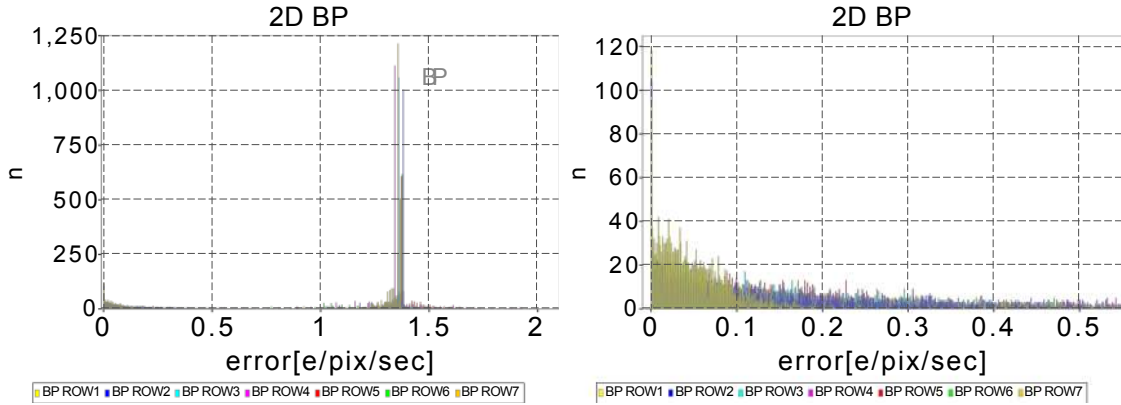 2D BP
1,250
1,000
750
500
250
0
n
BP
0 0.5 1 1.5 2
error[e/pix/sec]
BP ROW1 BP ROW2 BP ROW3 BP ROW4 BP ROW5 BP ROW6 BP ROW7
2D BP
120
100
80
60
40
20
0
n
0 0.1 0.2 0.3 0.4 0.5
error[e/pix/sec]
BP ROW1 BP ROW2 BP ROW3 BP ROW4 BP ROW5 BP ROW6 BP ROW7